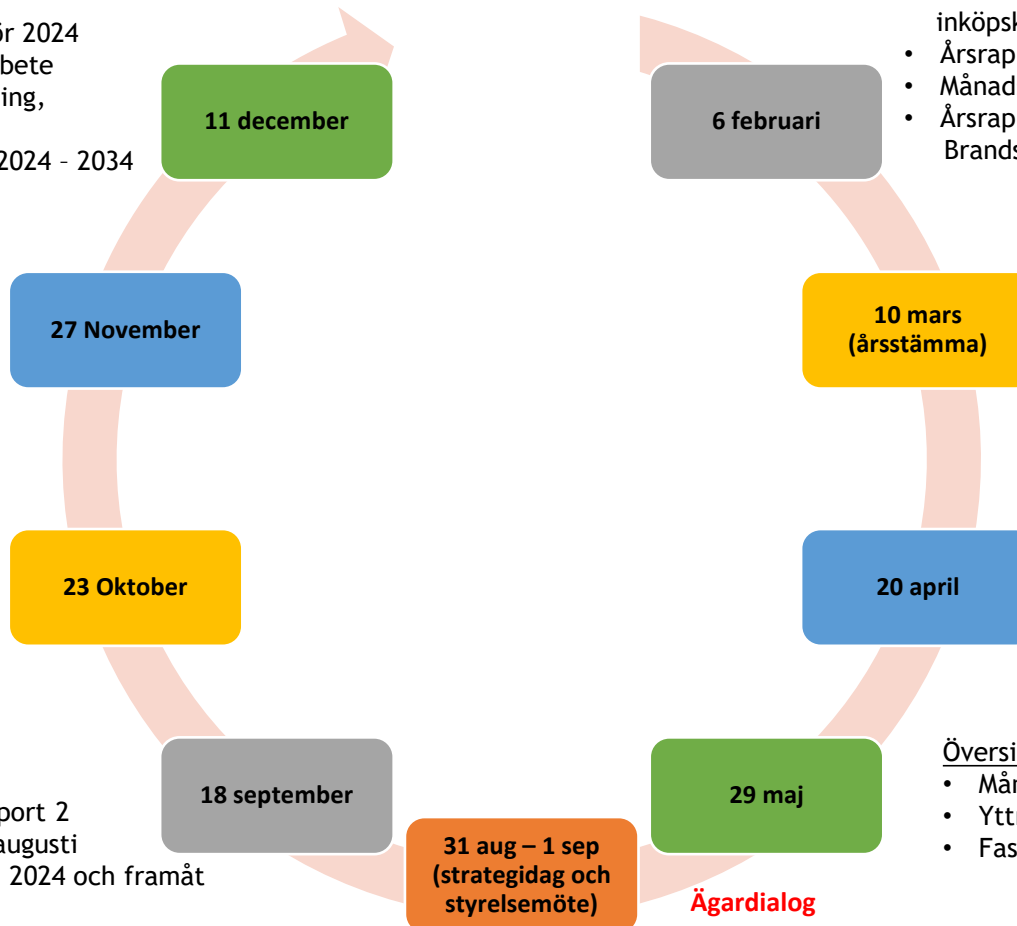 ör 2024
bete
ing,
2024 – 2034
11 december
6 februari
inköpsk
• Årsrap
• Månad
• Årsrap
Brands
27 November
10 mars
(årsstämma)
23 Oktober
20 april
port 2
augusti
2024 och framåt
18 september
31 aug – 1 sep
(strategidag och
styrelsemöte)
29 maj
Ägardialog
Översi
• Mån
• Yttr
• Fas